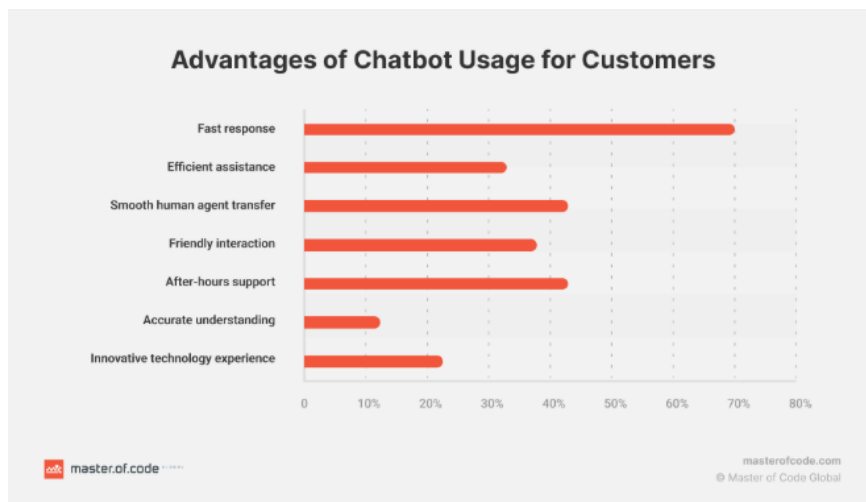 Advantages of Chatbot Usage for Customers
Fast response
Efficient assistance
Smooth human agent transfer
Friendly interaction
After-hours support
Accurate understanding
Innovative technology experience
0 10% 20% 30% 40% 50% 60% 70% 80%
master.of.code
masterofcode.com
© Master of Code Global